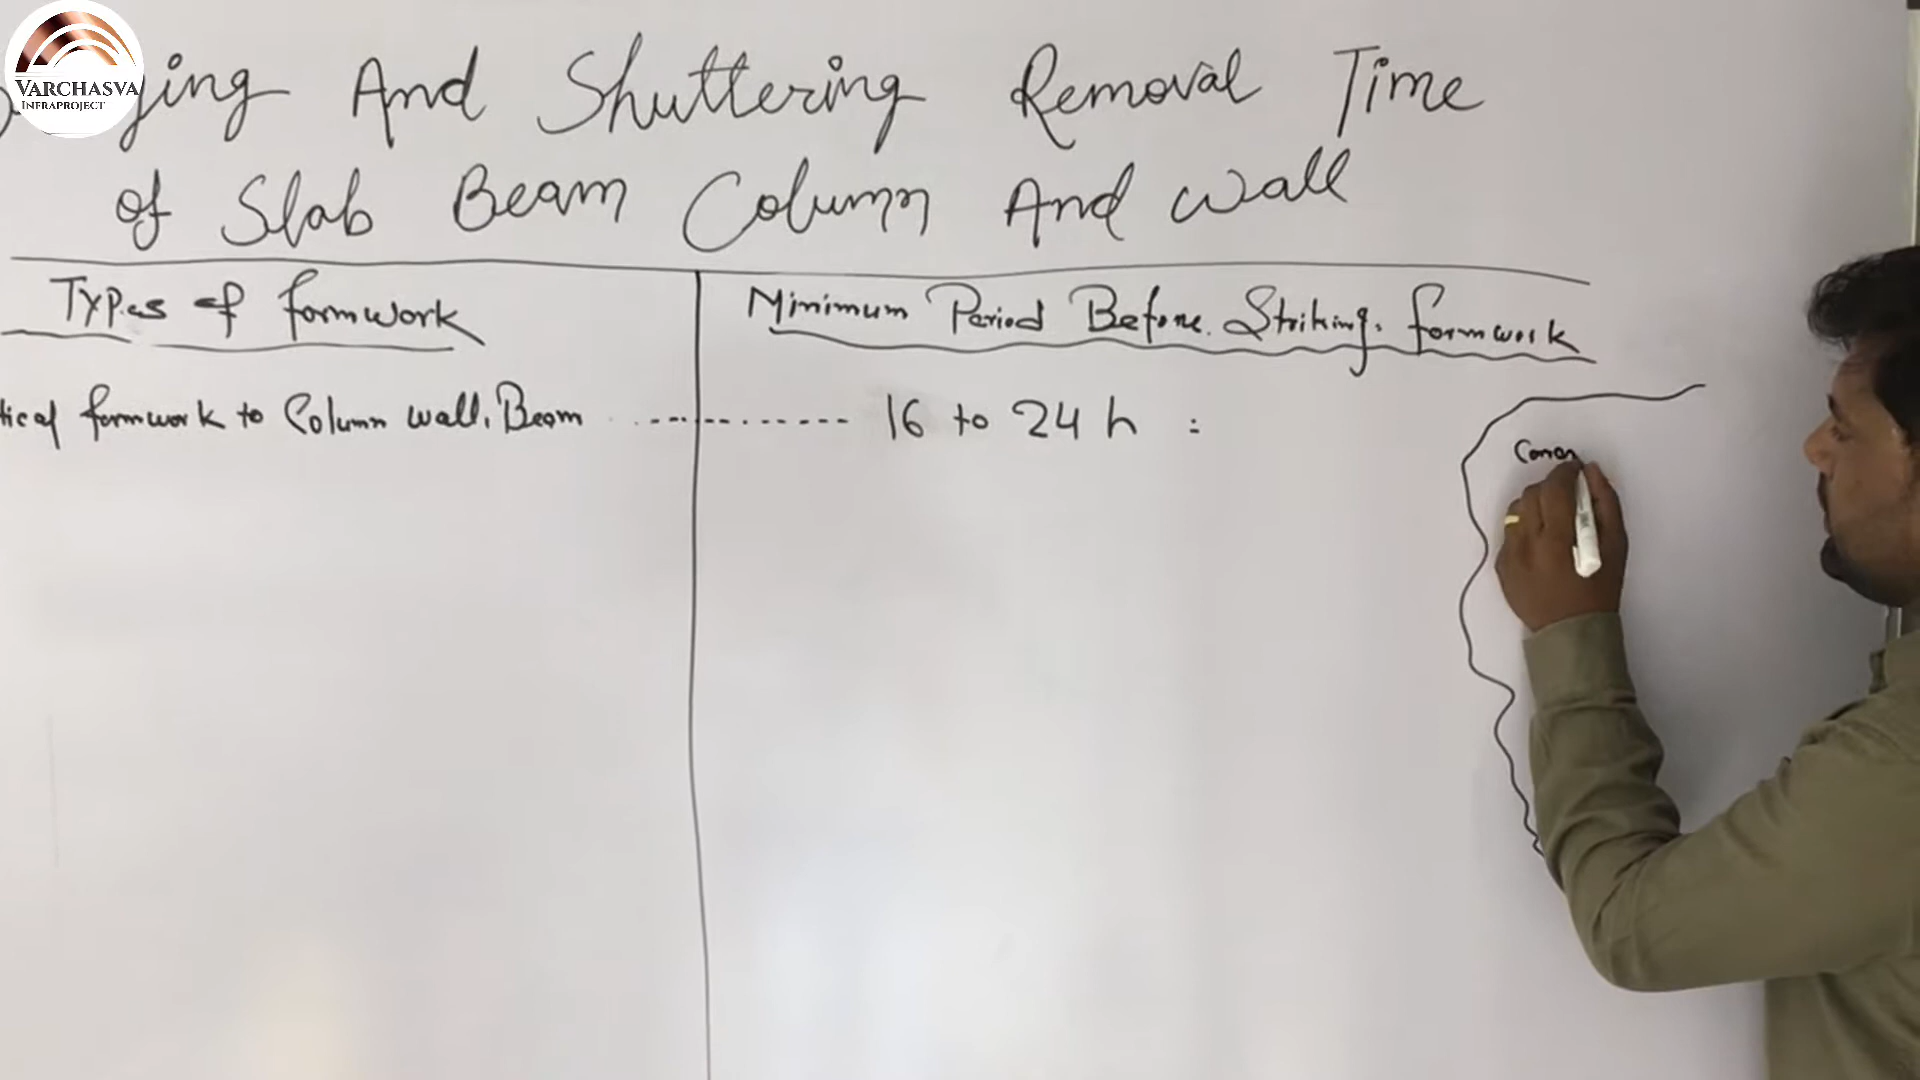 VARCHASVA
INFRAPROJECT
And Shuttering Removal Time
of Slab Beam Column And wall
Types of formwork
Minimum Period Before. Striking. formwork
formwork to Column wall, Beam ................ 16 to 24 h :